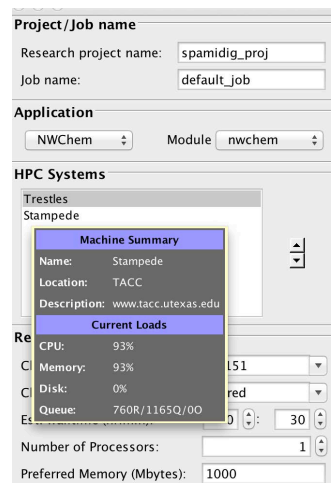 Project/Job name
Research project name: spamidig_proj
Job name: default_job
Application
NWChem Module nwchem
HPC Systems
Trestles
Stampede
Machine Summary
Name: Stampede
Location: TACC
Description: www.tacc.utexas.edu
Current Loads
CPU: 93%
Memory: 93%
Disk: 0%
Queue: 760R/1165Q/0O
Re
151
red
0 : 30
Number of Processors: 1
Preferred Memory (Mbytes): 1000